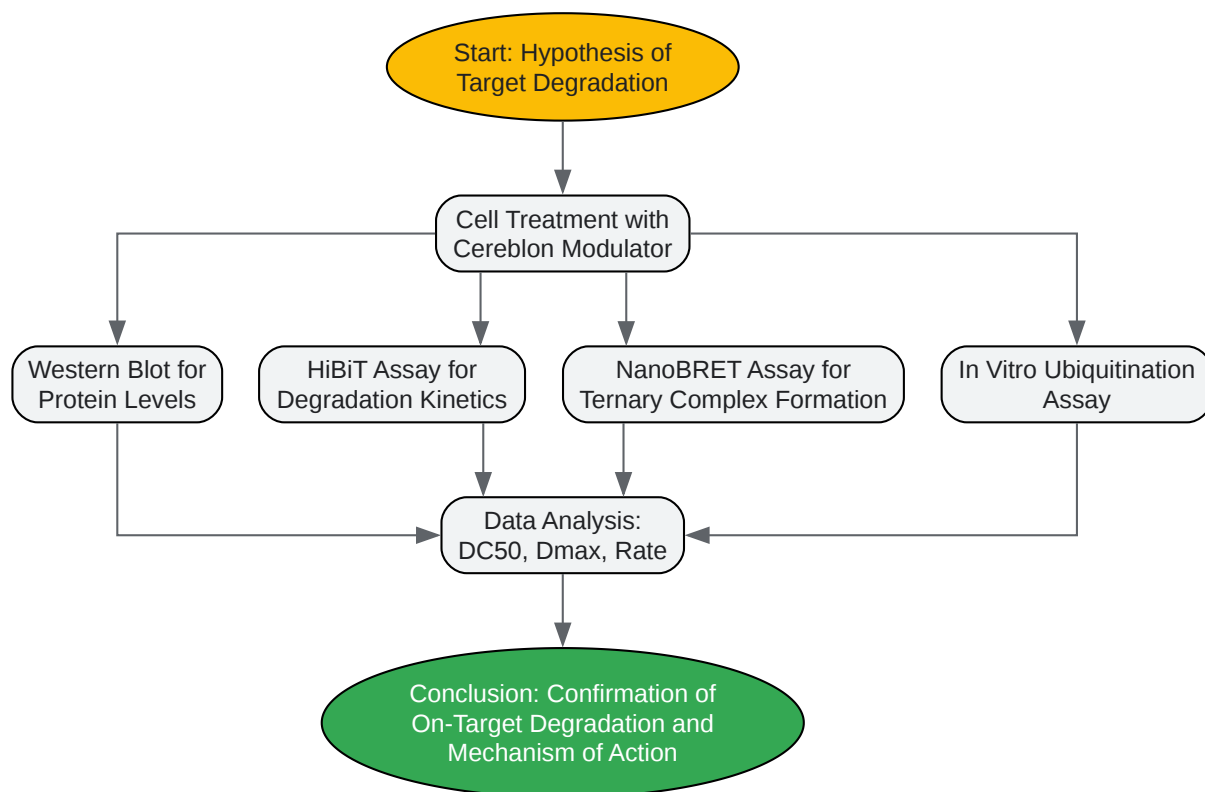 Start: Hypothesis of
Target Degradation
Cell Treatment with
Cereblon Modulator
Western Blot for
Protein Levels
HiBiT Assay for
Degradation Kinetics
NanoBRET Assay for
Ternary Complex Formation
In Vitro Ubiquitination
Assay
Data Analysis:
DC50, Dmax, Rate
Conclusion: Confirmation of
On-Target Degradation and
Mechanism of Action